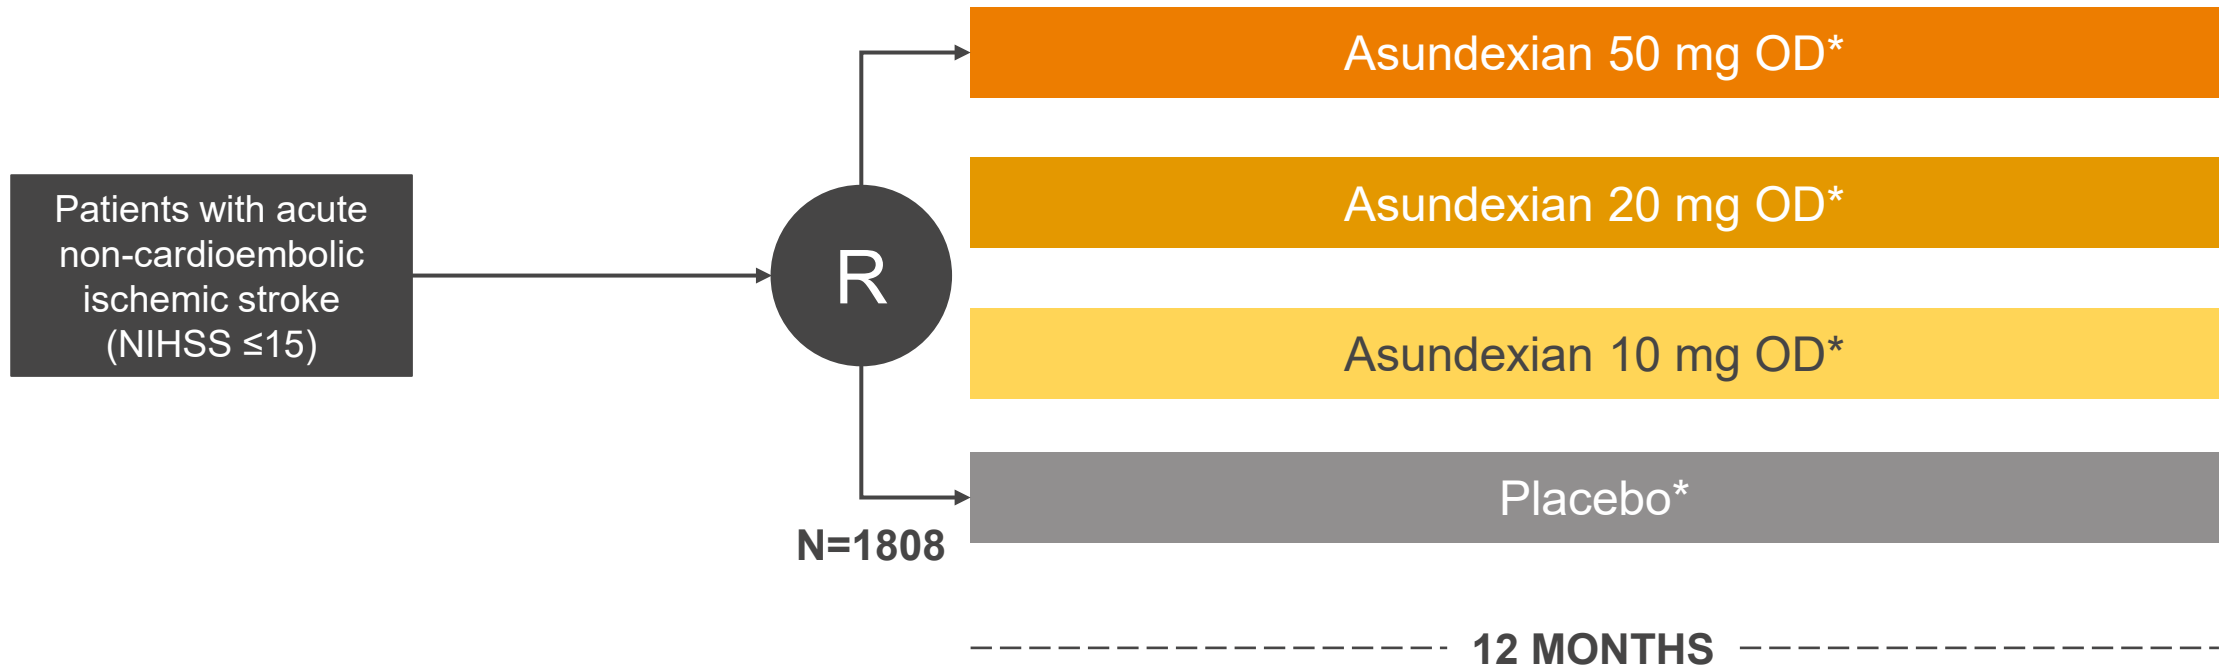 Patients with acute
non-cardioembolic
ischemic stroke
(NIHSS ≤15)
R
N=1808
Asundexian 50 mg OD*
Asundexian 20 mg OD*
Asundexian 10 mg OD*
Placebo*
12 MONTHS